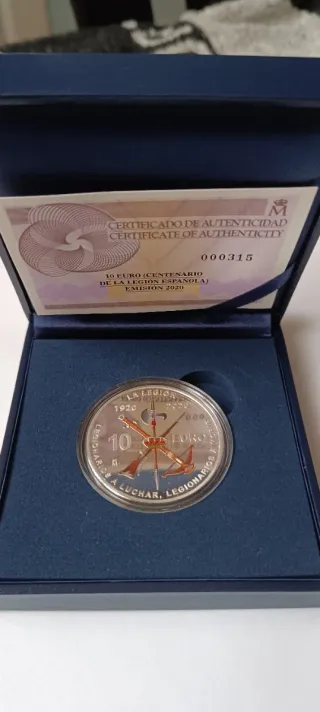 M
CERTIFICADO DE AUTENTICIDAD
CERTIFICATE OF AUTHENTICITY
000315
10 EURO (CENTENARIO
DE LA LEGIÓN ESPAÑOLA)
EMISIÓN 2020
LA LEGIÓN
1920
10 EURO
LEGIONARIOS A LUCHAR, LEGIONARIOS A